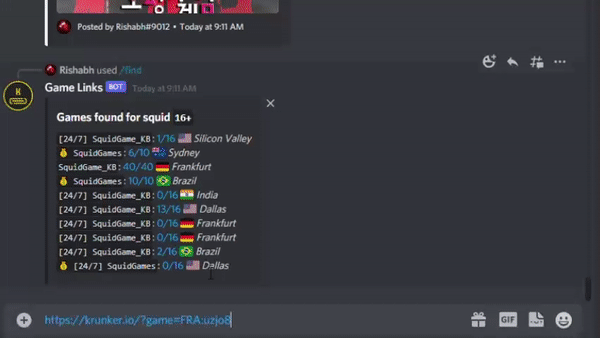 Posted by Rishabh#9012 • Today at 9:11 AM
Rishabh used /find
Game Links BOT Today at 9:11 AM
Games found for squid 16+
[24/7] SquidGame_KB: 1/16 Silicon Valley
SquidGames: 6/10 Sydney
SquidGame_KB: 40/40 Frankfurt
SquidGames: 10/10 Brazil
[24/7] SquidGame_KB: 0/16 India
[24/7] SquidGame_KB: 13/16 Dallas
[24/7] SquidGame_KB: 0/16 Frankfurt
[24/7] SquidGame_KB: 0/16 Frankfurt
[24/7] SquidGame_KB: 2/16 Brazil
[24/7] SquidGames: 0/16 Dallas
https://krunker.io/?game=FRA:uzjo8
GIF